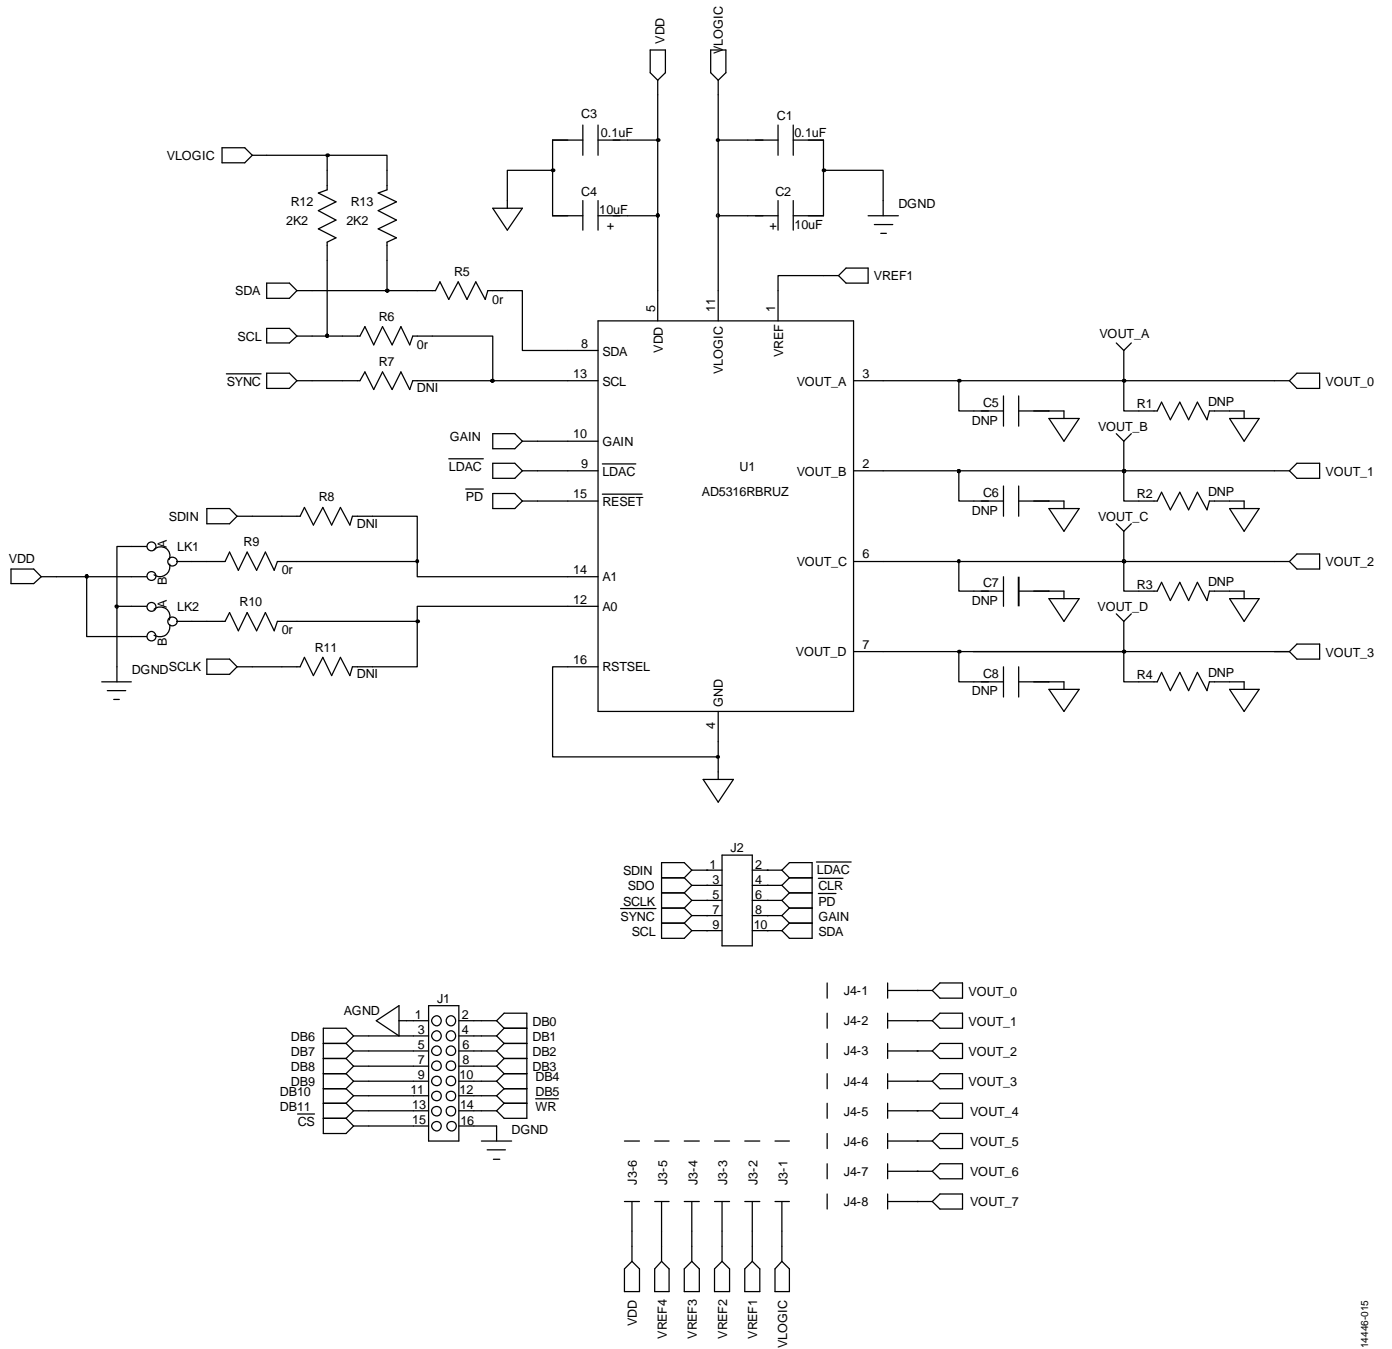 VDD
VLOGIC
C3
0.1uF
C1
0.1uF
C4
10uF
+
C2
+
10uF
DGND
VLOGIC
R12
2K2
R13
2K2
VREF1
SDA
R5
0r
SCL
R6
0r
SYNC
R7
DNI
5
11
1
VDD
VLOGIC
VREF
8
SDA
13
SCL
10
GAIN
9
LDAC
15
RESET
14
A1
12
A0
16
RSTSEL
GAIN
LDAC
PD
U1
AD5316RBRUZ
VOUT_A
3
VOUT_B
2
VOUT_C
6
VOUT_D
7
GND
4
SDIN
R8
DNI
VDD
A
B
LK1
R9
0r
A
B
LK2
R10
0r
DGND
SCLK
R11
DNI
VOUT_A
VOUT_0
C5
DNP
R1
DNP
VOUT_B
VOUT_1
C6
DNP
R2
DNP
VOUT_C
VOUT_2
C7
DNP
R3
DNP
VOUT_D
VOUT_3
C8
DNP
R4
DNP
J2
SDIN 1 2 LDAC
SDO 3 4 CLR
SCLK 5 6 PD
SYNC 7 8 GAIN
SCL 9 10 SDA
J1
AGND 1 2 DB0
DB6 3 4 DB1
DB7 5 6 DB2
DB8 7 8 DB3
DB9 9 10 DB4
DB10 11 12 DB5
DB11 13 14 WR
CS 15 16 DGND
J4-1 VOUT_0
J4-2 VOUT_1
J4-3 VOUT_2
J4-4 VOUT_3
J4-5 VOUT_4
J4-6 VOUT_5
J4-7 VOUT_6
J4-8 VOUT_7
J3-6
J3-5
J3-4
J3-3
J3-2
J3-1
VDD
VREF4
VREF3
VREF2
VREF1
VLOGIC
14446-015